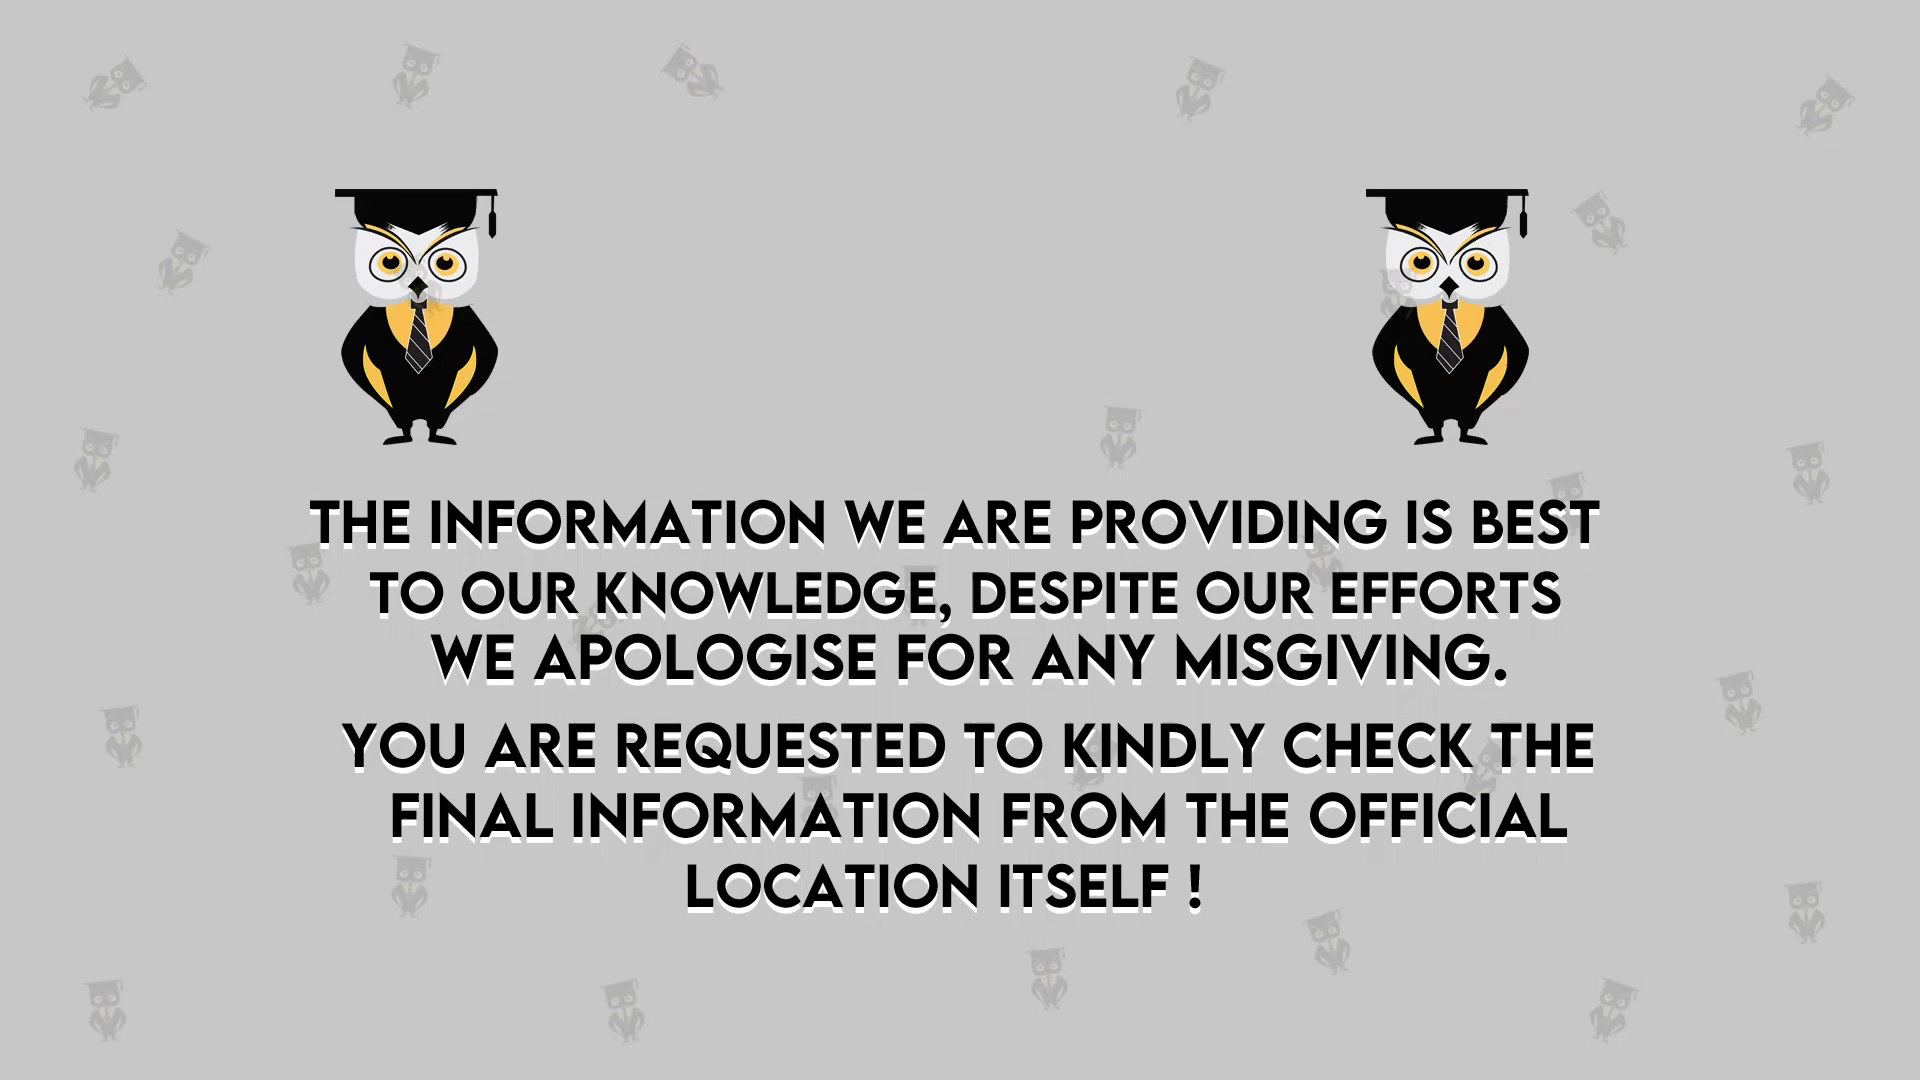 THE INFORMATION WE ARE PROVIDING IS BEST
TO OUR KNOWLEDGE, DESPITE OUR EFFORTS
WE APOLOGISE FOR ANY MISGIVING.
YOU ARE REQUESTED TO KINDLY CHECK THE
FINAL INFORMATION FROM THE OFFICIAL
LOCATION ITSELF !